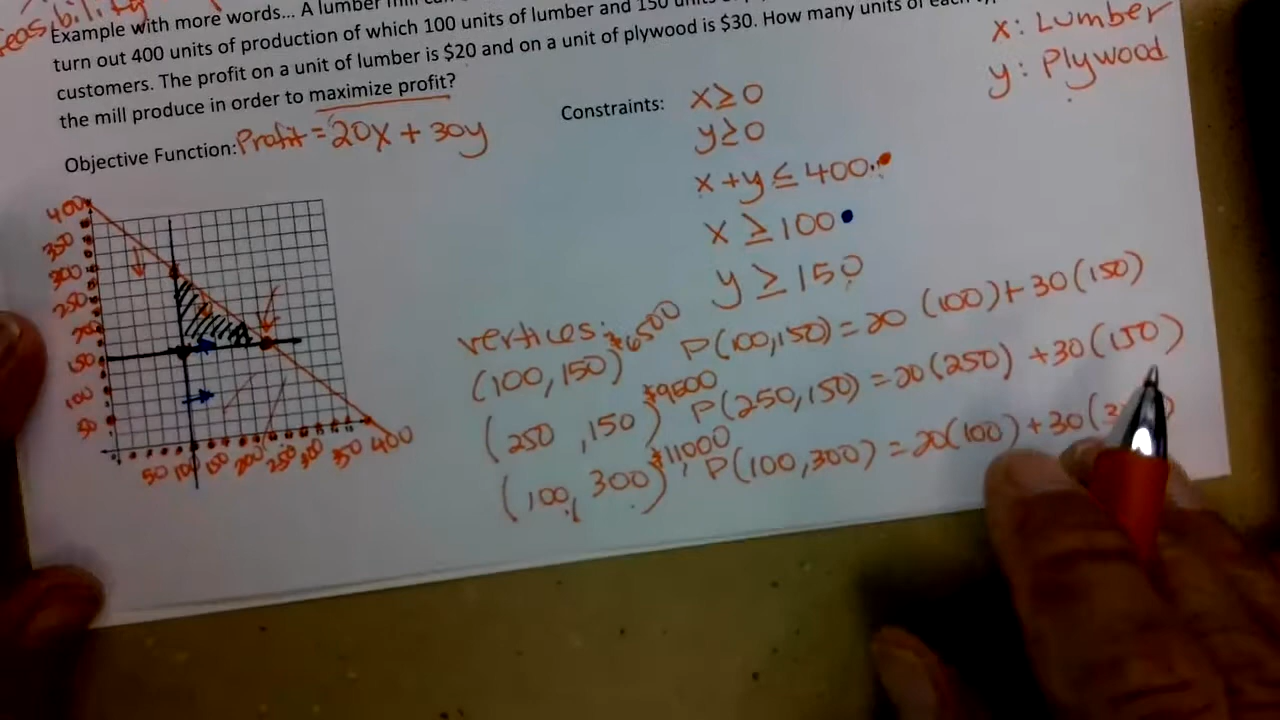 easibility
Example with more words... A lumber mill can
turn out 400 units of production of which 100 units of lumber and 150 units
customers. The profit on a unit of lumber is $20 and on a unit of plywood is $30. How many units of each
the mill produce in order to maximize profit?
Objective Function: Profit = 20x + 30y
Constraints: x ≥ 0
y ≥ 0
x + y ≤ 400
x ≥ 100
y ≥ 150
x: Lumber
y: Plywood
400
350
300
250
200
150
100
50
50 100 150 200 250 300 350 400
vertices:
(100, 150) $6500 P(100,150) = 20 (100) + 30 (150)
(250, 150) $9500 P(250,150) = 20(250) + 30(150)
(100, 300) $11000 P(100,300) = 20(100) + 30(